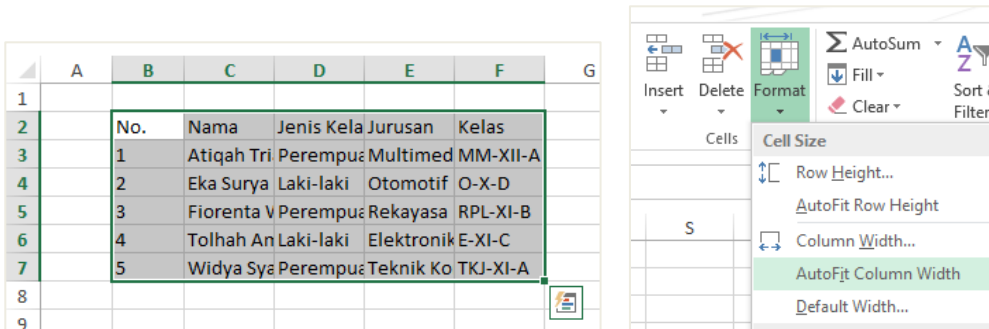 A B C D E F G
1
2 No. Nama Jenis Kela Jurusan Kelas
3 1 Atiqah Tri Perempua Multimed MM-XII-A
4 2 Eka Surya Laki-laki Otomotif O-X-D
5 3 Fiorenta Perempua Rekayasa RPL-XI-B
6 4 Tolhah Am Laki-laki Elektronik E-XI-C
7 5 Widya Sya Perempua Teknik Ko TKJ-XI-A
8
9
Insert Delete Format
Cells
AutoSum
Fill
Clear
A
Z
Sort &
Filter
Cell Size
Row Height...
AutoFit Row Height
Column Width...
AutoFit Column Width
Default Width...
S